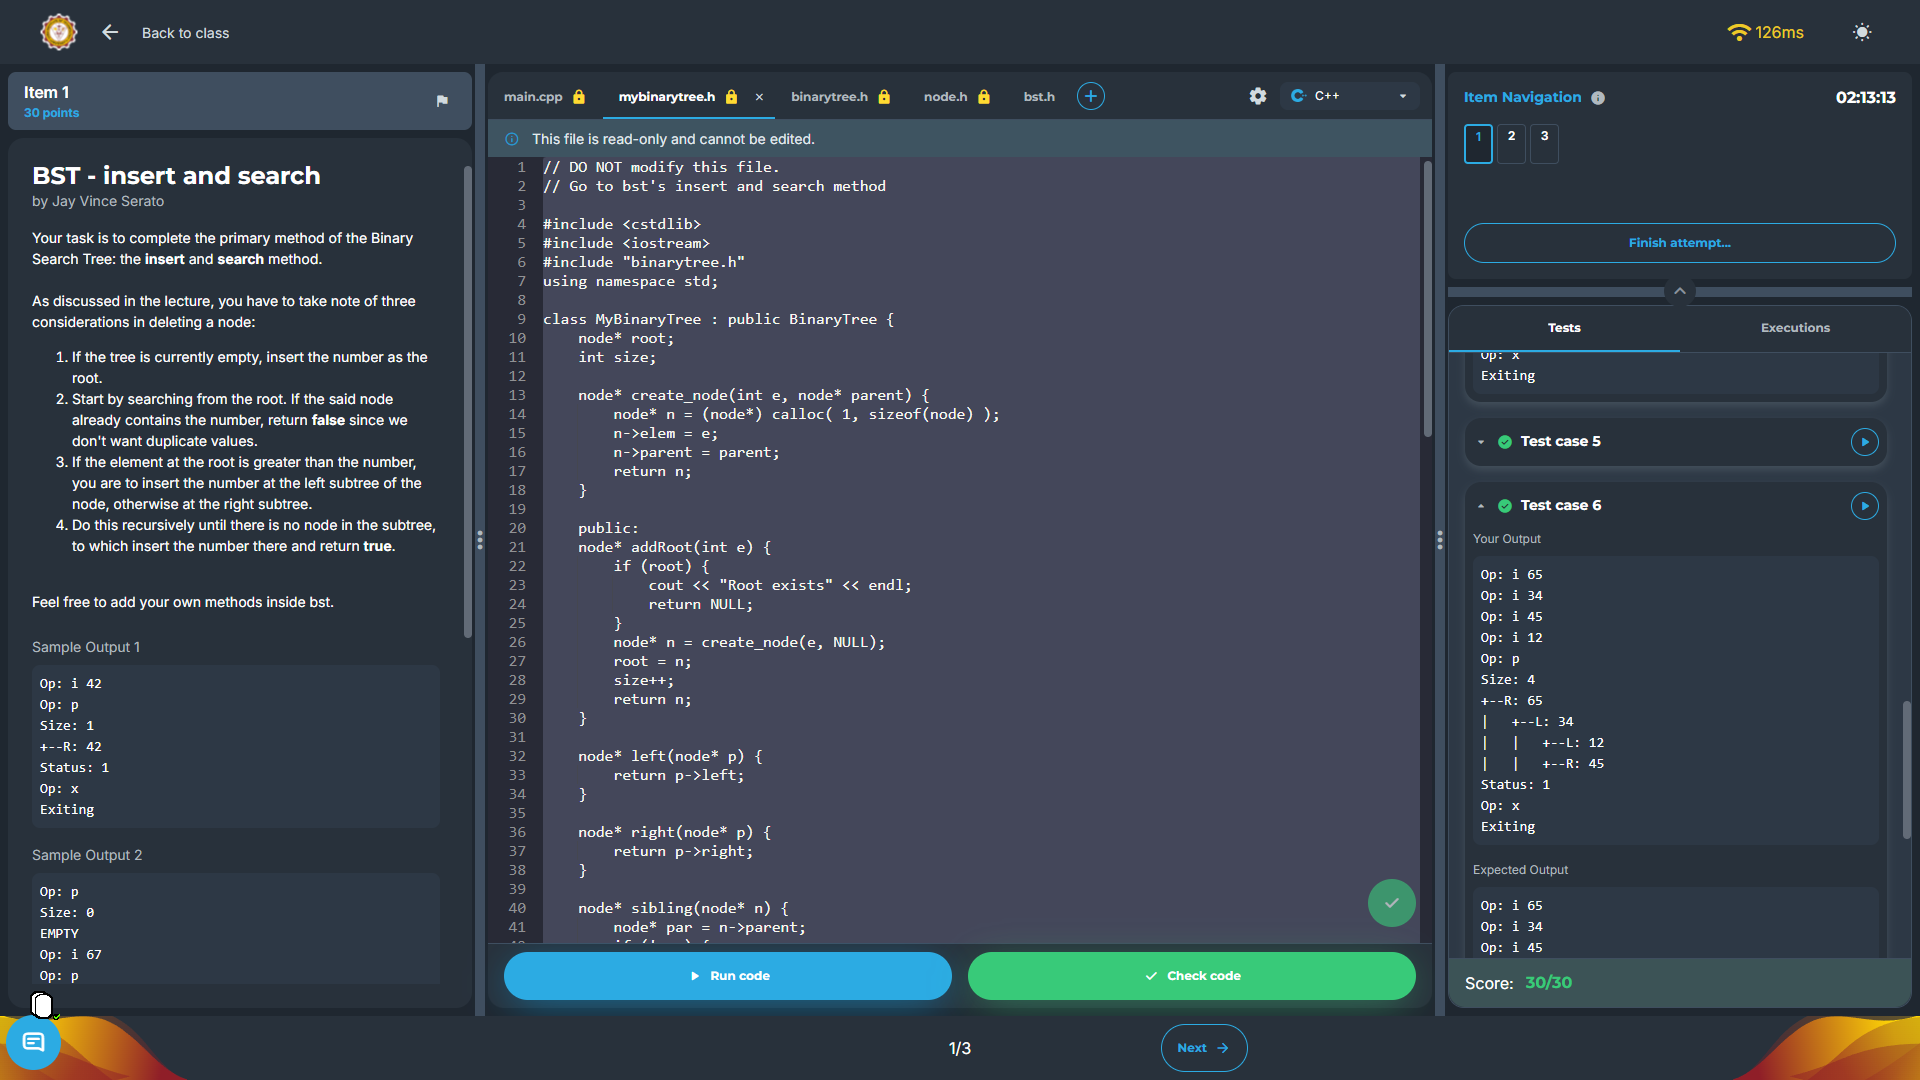 Back to class
126ms
Item 1
30 points
BST - insert and search
by Jay Vince Serato
Your task is to complete the primary method of the Binary
Search Tree: the insert and search method.
As discussed in the lecture, you have to take note of three
considerations in deleting a node:
1. If the tree is currently empty, insert the number as the
root.
2. Start by searching from the root. If the said node
already contains the number, return false since we
don't want duplicate values.
3. If the element at the root is greater than the number,
you are to insert the number at the left subtree of the
node, otherwise at the right subtree.
4. Do this recursively until there is no node in the subtree,
to which insert the number there and return true.
Feel free to add your own methods inside bst.
Sample Output 1
Op: i 42
Op: p
Size: 1
+--R: 42
Status: 1
Op: x
Exiting
Sample Output 2
Op: p
Size: 0
EMPTY
Op: i 67
Op: p
main.cpp
mybinarytree.h
binarytree.h
node.h
bst.h
C++
This file is read-only and cannot be edited.
1 // DO NOT modify this file.
2 // Go to bst's insert and search method
3
4 #include <cstdlib>
5 #include <iostream>
6 #include "binarytree.h"
7 using namespace std;
8
9 class MyBinaryTree : public BinaryTree {
10 node* root;
11 int size;
12
13 node* create_node(int e, node* parent) {
14 node* n = (node*) calloc( 1, sizeof(node) );
15 n->elem = e;
16 n->parent = parent;
17 return n;
18 }
19
20 public:
21 node* addRoot(int e) {
22 if (root) {
23 cout << "Root exists" << endl;
24 return NULL;
25 }
26 node* n = create_node(e, NULL);
27 root = n;
28 size++;
29 return n;
30 }
31
32 node* left(node* p) {
33 return p->left;
34 }
35
36 node* right(node* p) {
37 return p->right;
38 }
39
40 node* sibling(node* n) {
41 node* par = n->parent;
Run code
Check code
Item Navigation
02:13:13
1
2
3
Finish attempt...
Tests
Executions
Op: x
Exiting
Test case 5
Test case 6
Your Output
Op: i 65
Op: i 34
Op: i 45
Op: i 12
Op: p
Size: 4
+--R: 65
|   +--L: 34
|   |   +--L: 12
|   |   +--R: 45
Status: 1
Op: x
Exiting
Expected Output
Op: i 65
Op: i 34
Op: i 45
Score: 30/30
1/3
Next